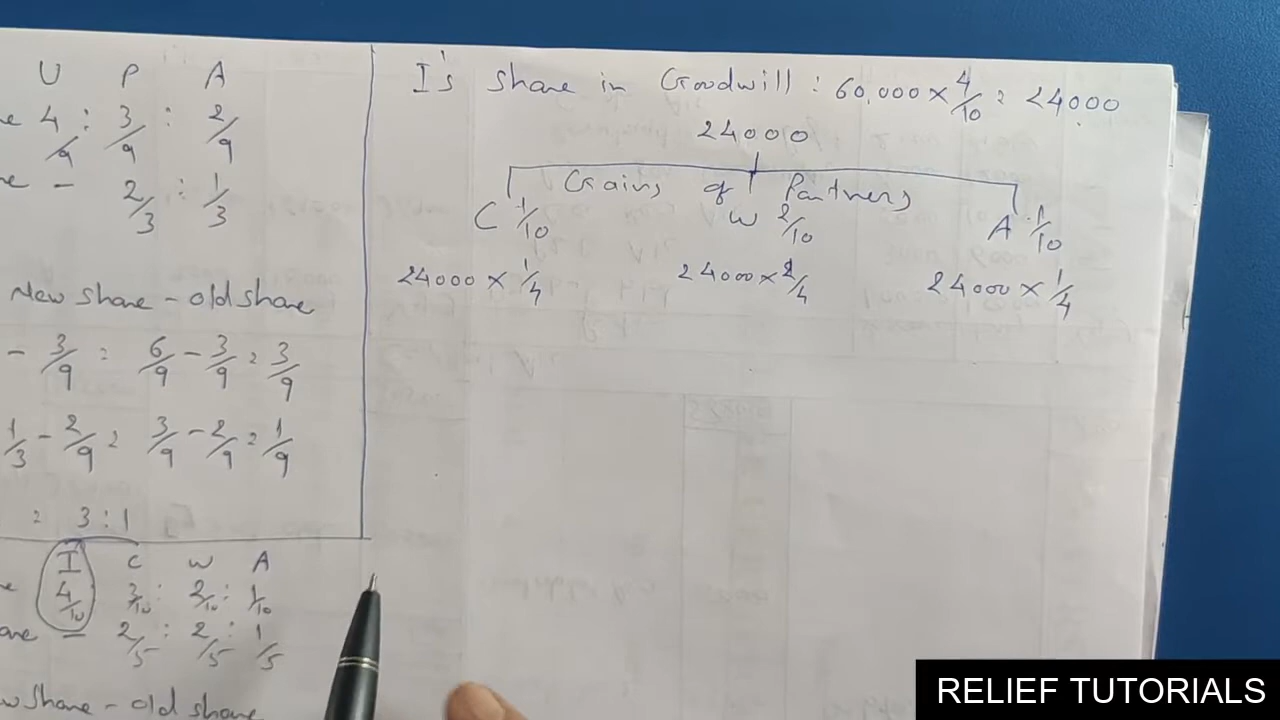 U P A
4/9 : 3/9 : 2/9
- 2/3 : 1/3
New Share - old share
- 3/9 = 6/9 - 3/9 = 3/9
1/3 - 2/9 = 3/9 - 2/9 = 1/9
= 3:1
I C W A
4/10 3/10 : 2/10 : 1/10
= 2/5 : 2/5 : 1/5
Share - old share
I's Share in Goodwill : 60,000 × 4/10 = 24000
24000
Gains of Partners
C 1/10 W 2/10 A 1/10
24000 × 1/4 24000 × 2/4 24000 × 1/4
RELIEF TUTORIALS